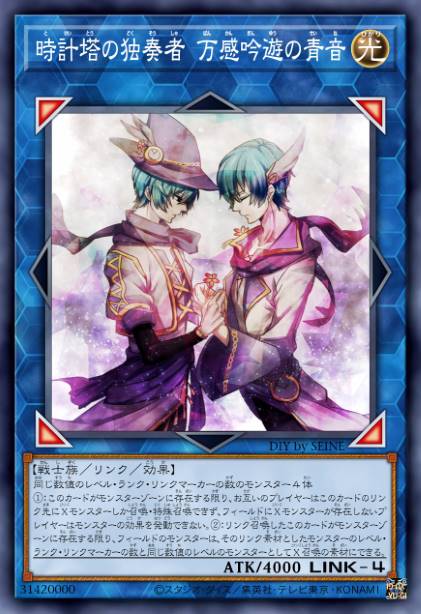 時計塔の独奏者 万感吟遊の青音 光
DIY by SEINE
【戦士族／リンク／効果】
同じ数値のレベル・ランク・リンクマーカーの数のモンスター４体
①：このカードがモンスターゾーンに存在する限り、お互いのプレイヤーはこのカードのリン
ク先にXモンスターしか召喚・特殊召喚できず、フィールドにXモンスターが存在しないプレ
イヤーはモンスターの効果を発動できない。②：リンク召喚したこのカードがモンスターゾー
ンに存在する限り、フィールドのモンスターは、そのリンク素材としたモンスターのレベル・
ランク・リンクマーカーの数と同じ数値のレベルのモンスターとしてX召喚の素材にできる。
ATK/4000 LINK-4
31420000 ©スタジオ・ダイス／集英社・テレビ東京・KONAMI